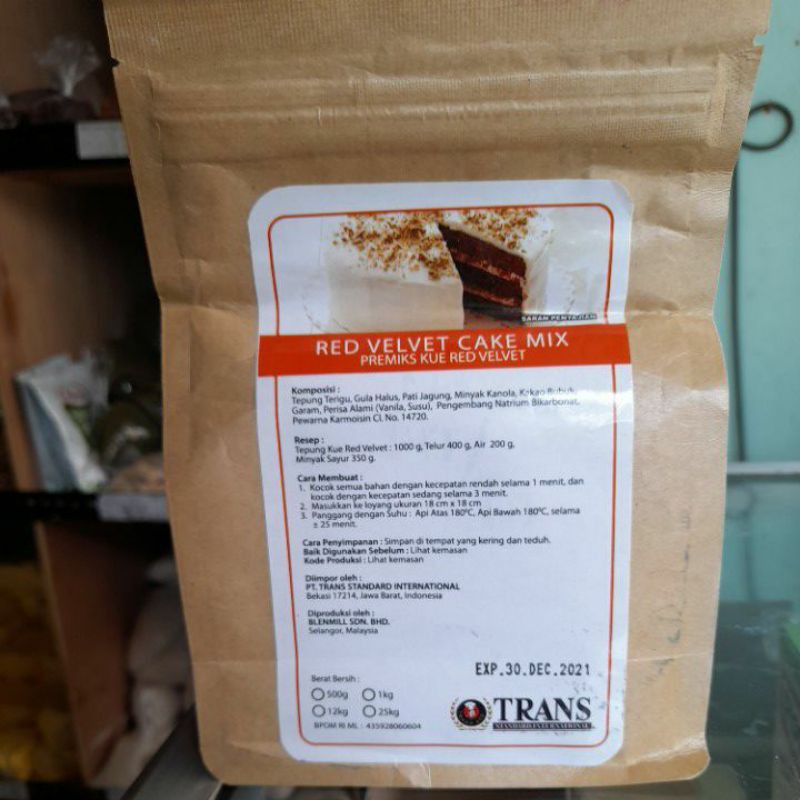 SARAN PENYAJIAN
RED VELVET CAKE MIX
PREMIKS KUE RED VELVET
Komposisi :
Tepung Terigu, Gula Halus, Pati Jagung, Minyak Kanola, Kakao Bubuk,
Garam, Perisa Alami (Vanila, Susu), Pengembang Natrium Bikarbonat,
Pewarna Karmoisin CI. No. 14720.
Resep :
Tepung Kue Red Velvet : 1000 g, Telur 400 g, Air 200 g,
Minyak Sayur 350 g.
Cara Membuat :
1. Kocok semua bahan dengan kecepatan rendah selama 1 menit, dan
kocok dengan kecepatan sedang selama 3 menit.
2. Masukkan ke loyang ukuran 18 cm x 18 cm
3. Panggang dengan Suhu : Api Atas 180°C, Api Bawah 180°C, selama
± 25 menit.
Cara Penyimpanan : Simpan di tempat yang kering dan teduh.
Baik Digunakan Sebelum : Lihat kemasan
Kode Produksi : Lihat kemasan
Diimpor oleh :
PT. TRANS STANDARD INTERNATIONAL
Bekasi 17214, Jawa Barat, Indonesia
Diproduksi oleh :
BLENMILL SDN. BHD.
Selangor, Malaysia
EXP.30.DEC.2021
Berat Bersih :
500g 1kg
12kg 25kg
BPOM RI ML : 435928060604
TRANS
STANDARD INTERNATIONAL